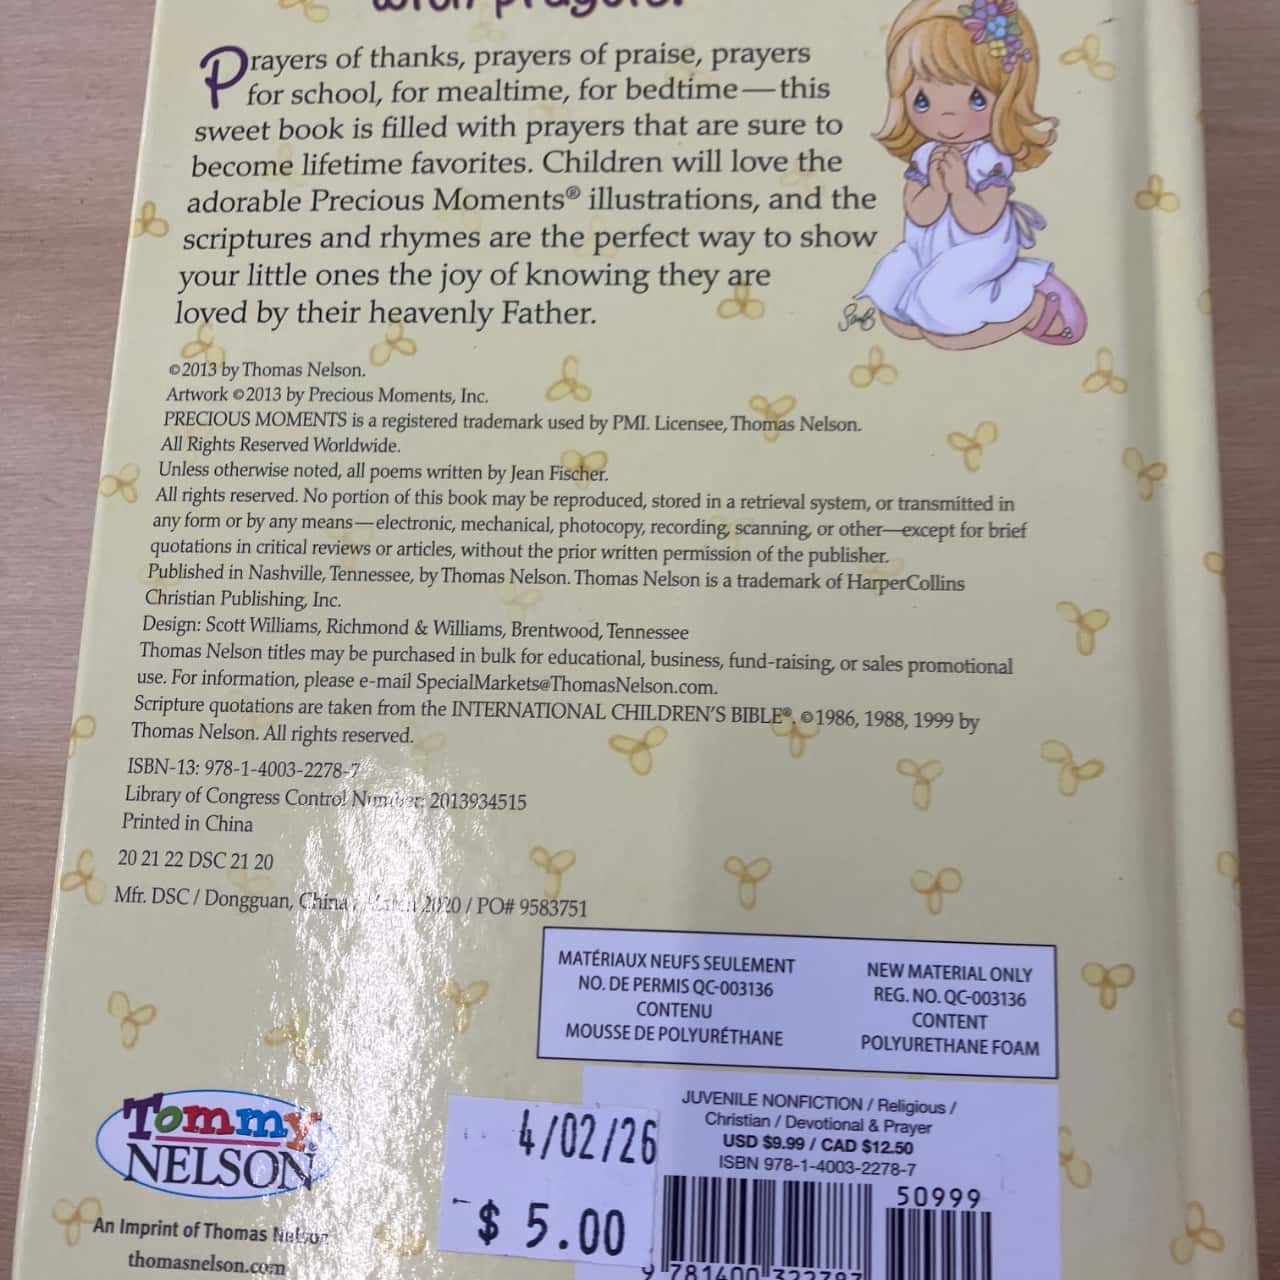 with prayers.
Prayers of thanks, prayers of praise, prayers
for school, for mealtime, for bedtime—this
sweet book is filled with prayers that are sure to
become lifetime favorites. Children will love the
adorable Precious Moments® illustrations, and the
scriptures and rhymes are the perfect way to show
your little ones the joy of knowing they are
loved by their heavenly Father.
©2013 by Thomas Nelson.
Artwork ©2013 by Precious Moments, Inc.
PRECIOUS MOMENTS is a registered trademark used by PMI. Licensee, Thomas Nelson.
All Rights Reserved Worldwide.
Unless otherwise noted, all poems written by Jean Fischer.
All rights reserved. No portion of this book may be reproduced, stored in a retrieval system, or transmitted in
any form or by any means—electronic, mechanical, photocopy, recording, scanning, or other—except for brief
quotations in critical reviews or articles, without the prior written permission of the publisher.
Published in Nashville, Tennessee, by Thomas Nelson. Thomas Nelson is a trademark of HarperCollins
Christian Publishing, Inc.
Design: Scott Williams, Richmond & Williams, Brentwood, Tennessee
Thomas Nelson titles may be purchased in bulk for educational, business, fund-raising, or sales promotional
use. For information, please e-mail SpecialMarkets@ThomasNelson.com.
Scripture quotations are taken from the INTERNATIONAL CHILDREN'S BIBLE®. ©1986, 1988, 1999 by
Thomas Nelson. All rights reserved.
ISBN-13: 978-1-4003-2278-7
Library of Congress Control Number: 2013934515
Printed in China
20 21 22 DSC 21 20
Mfr. DSC / Dongguan, China / March 2020 / PO# 9583751
MATÉRIAUX NEUFS SEULEMENT
NO. DE PERMIS QC-003136
CONTENU
MOUSSE DE POLYURÉTHANE
NEW MATERIAL ONLY
REG. NO. QC-003136
CONTENT
POLYURETHANE FOAM
Tommy
NELSON
An Imprint of Thomas Nelson
thomasnelson.com
4/02/26
$ 5.00
JUVENILE NONFICTION / Religious /
Christian / Devotional & Prayer
USD $9.99 / CAD $12.50
ISBN 978-1-4003-2278-7
50999
9 781400 322787